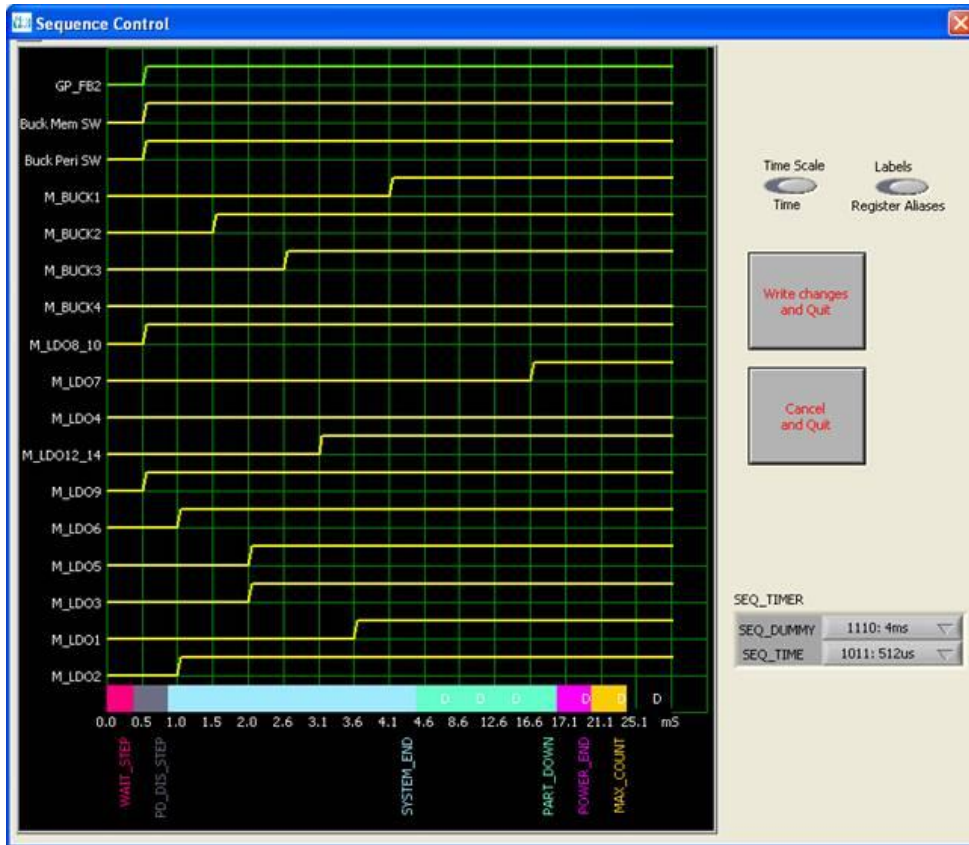 Sequence Control
GP_FB2
Buck Mem SW
Buck Peri SW
M_BUCK1
M_BUCK2
M_BUCK3
M_BUCK4
M_LDO8_10
M_LDO7
M_LDO4
M_LDO12_14
M_LDO9
M_LDO6
M_LDO5
M_LDO3
M_LDO1
M_LDO2
D D D D D D
0.0 0.5 1.0 1.5 2.0 2.6 3.1 3.6 4.1 4.6 8.6 12.6 16.6 17.1 21.1 25.1 mS
WAIT_STEP
PD_DIS_STEP
SYSTEM_END
PART_DOWN
POWER_END
MAX_COUNT
Time Scale
Time
Labels
Register Aliases
Write changes
and Quit
Cancel
and Quit
SEQ_TIMER
SEQ_DUMMY 1110: 4ms
SEQ_TIME 1011: 512us